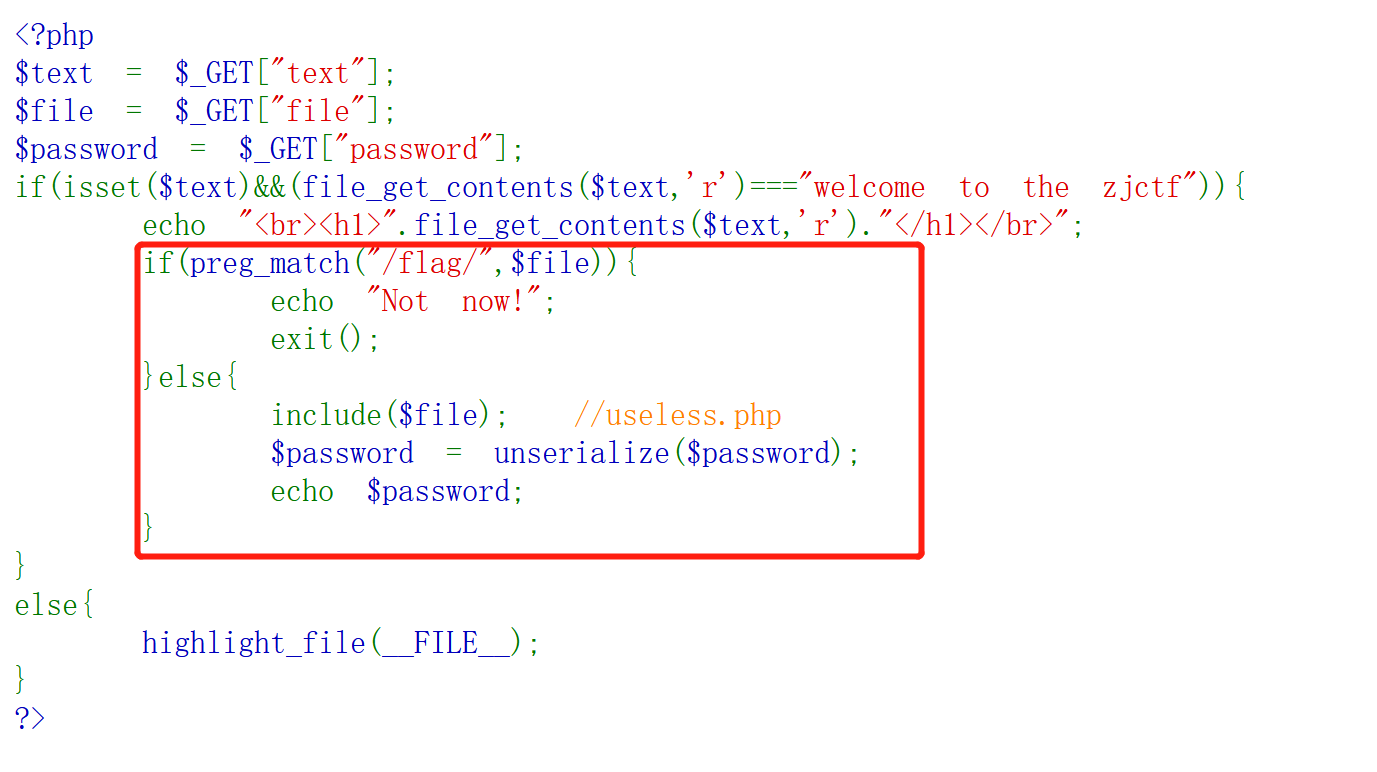 <?php
$text = $_GET["text"];
$file = $_GET["file"];
$password = $_GET["password"];
if(isset($text)&&(file_get_contents($text,'r')==="welcome to the zjctf")){
echo "<br><h1>".file_get_contents($text,'r')."</h1></br>";
if(preg_match("/flag/",$file)){
echo "Not now!";
exit();
}else{
include($file); //useless.php
$password = unserialize($password);
echo $password;
}
}
else{
highlight_file(__FILE__);
}
?>